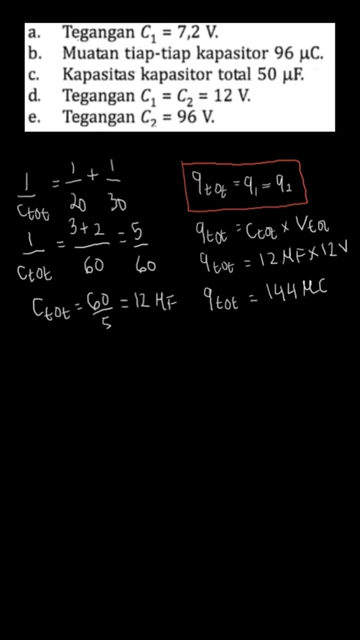 a. Tegangan C₁ = 7,2 V.
b. Muatan tiap-tiap kapasitor 96 μC.
c. Kapasitas kapasitor total 50 μF.
d. Tegangan C₁ = C₂ = 12 V.
e. Tegangan C₂ = 96 V.
1/Ctot = 1/20 + 1/30
1/Ctot = 3+2/60 = 5/60
Ctot = 60/5 = 12 μF
qtot = q₁ = q₂
qtot = Ctot × Vtot
qtot = 12 μF × 12 V
qtot = 144 μC